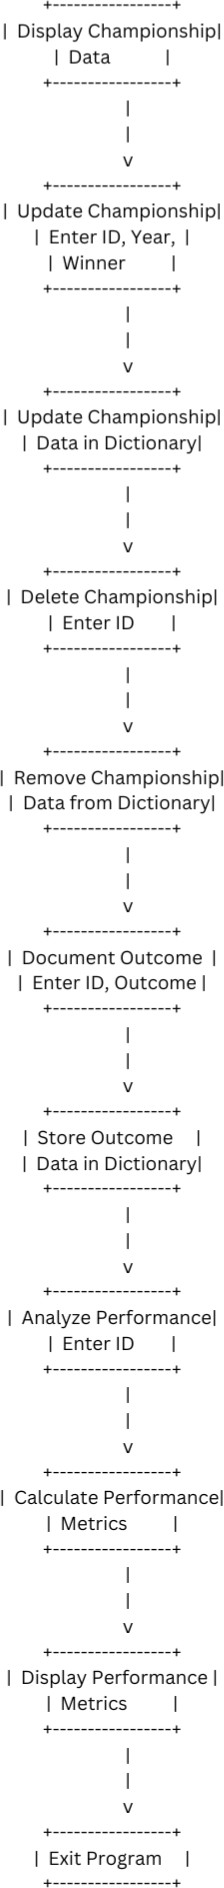 +-----------------+
| Display Championship|
| Data |
+-----------------+
|
|
v
+-----------------+
| Update Championship|
| Enter ID, Year, |
| Winner |
+-----------------+
|
|
v
+-----------------+
| Update Championship|
| Data in Dictionary|
+-----------------+
|
|
v
+-----------------+
| Delete Championship|
| Enter ID |
+-----------------+
|
|
v
+-----------------+
| Remove Championship|
| Data from Dictionary|
+-----------------+
|
|
v
+-----------------+
| Document Outcome |
| Enter ID, Outcome |
+-----------------+
|
|
v
+-----------------+
| Store Outcome |
| Data in Dictionary|
+-----------------+
|
|
v
+-----------------+
| Analyze Performance|
| Enter ID |
+-----------------+
|
|
v
+-----------------+
| Calculate Performance|
| Metrics |
+-----------------+
|
|
v
+-----------------+
| Display Performance |
| Metrics |
+-----------------+
|
|
v
+-----------------+
| Exit Program |
+-----------------+